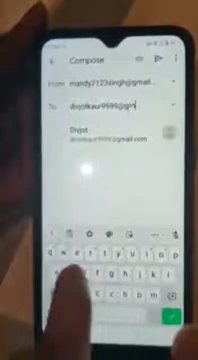 Compose
From mandy7123singh@gmail...
To divjotkaur9999@gm
Divjot
divjotkaur9999@gmail.com
q w e r t y u i o p
f g h j k l
c v b n m